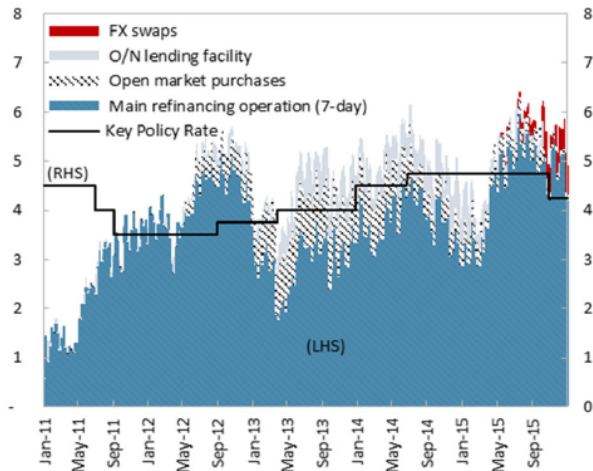 8
8
FX swaps
7
7
O/N lending facility
Open market purchases
6
6
Main refinancing operation (7-day)
Key Policy Rate
5
5
(RHS)
4
4
3
3
2
2
(LHS)
1
1
-
0
Jan-11
May-11
Sep-11
Jan-12
May-12
Sep-12
Jan-13
May-13
Sep-13
Jan-14
May-14
Sep-14
Jan-15
May-15
Sep-15